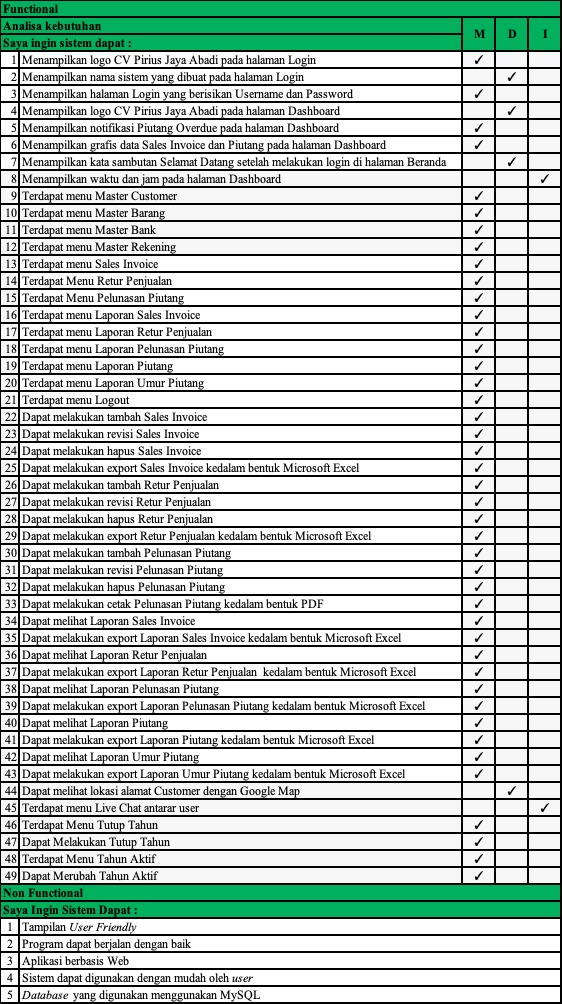 Functional
Analisa kebutuhan
M D I
Saya ingin sistem dapat :
1 Menampilkan logo CV Pirius Jaya Abadi pada halaman Login ✓
2 Menampilkan nama sistem yang dibuat pada halaman Login ✓
3 Menampilkan halaman Login yang berisikan Username dan Password ✓
4 Menampilkan logo CV Pirius Jaya Abadi pada halaman Dashboard ✓
5 Menampilkan notifikasi Piutang Overdue pada halaman Dashboard ✓
6 Menampilkan grafis data Sales Invoice dan Piutang pada halaman Dashboard ✓
7 Menampilkan kata sambutan Selamat Datang setelah melakukan login di halaman Beranda ✓
8 Menampilkan waktu dan jam pada halaman Dashboard ✓
9 Terdapat menu Master Customer ✓
10 Terdapat menu Master Barang ✓
11 Terdapat menu Master Bank ✓
12 Terdapat menu Master Rekening ✓
13 Terdapat menu Sales Invoice ✓
14 Terdapat Menu Retur Penjualan ✓
15 Terdapat Menu Pelunasan Piutang ✓
16 Terdapat menu Laporan Sales Invoice ✓
17 Terdapat menu Laporan Retur Penjualan ✓
18 Terdapat menu Laporan Pelunasan Piutang ✓
19 Terdapat menu Laporan Piutang ✓
20 Terdapat menu Laporan Umur Piutang ✓
21 Terdapat menu Logout ✓
22 Dapat melakukan tambah Sales Invoice ✓
23 Dapat melakukan revisi Sales Invoice ✓
24 Dapat melakukan hapus Sales Invoice ✓
25 Dapat melakukan export Sales Invoice kedalam bentuk Microsoft Excel ✓
26 Dapat melakukan tambah Retur Penjualan ✓
27 Dapat melakukan revisi Retur Penjualan ✓
28 Dapat melakukan hapus Retur Penjualan ✓
29 Dapat melakukan export Retur Penjualan kedalam bentuk Microsoft Excel ✓
30 Dapat melakukan tambah Pelunasan Piutang ✓
31 Dapat melakukan revisi Pelunasan Piutang ✓
32 Dapat melakukan hapus Pelunasan Piutang ✓
33 Dapat melakukan cetak Pelunasan Piutang kedalam bentuk PDF ✓
34 Dapat melihat Laporan Sales Invoice ✓
35 Dapat melakukan export Laporan Sales Invoice kedalam bentuk Microsoft Excel ✓
36 Dapat melihat Laporan Retur Penjualan ✓
37 Dapat melakukan export Laporan Retur Penjualan kedalam bentuk Microsoft Excel ✓
38 Dapat melihat Laporan Pelunasan Piutang ✓
39 Dapat melakukan export Laporan Pelunasan Piutang kedalam bentuk Microsoft Excel ✓
40 Dapat melihat Laporan Piutang ✓
41 Dapat melakukan export Laporan Piutang kedalam bentuk Microsoft Excel ✓
42 Dapat melihat Laporan Umur Piutang ✓
43 Dapat melakukan export Laporan Umur Piutang kedalam bentuk Microsoft Excel ✓
44 Dapat melihat lokasi alamat Customer dengan Google Map ✓
45 Terdapat menu Live Chat antarar user ✓
46 Terdapat Menu Tutup Tahun ✓
47 Dapat Melakukan Tutup Tahun ✓
48 Terdapat Menu Tahun Aktif ✓
49 Dapat Merubah Tahun Aktif ✓
Non Functional
Saya Ingin Sistem Dapat :
1 Tampilan User Friendly
2 Program dapat berjalan dengan baik
3 Aplikasi berbasis Web
4 Sistem dapat digunakan dengan mudah oleh user
5 Database yang digunakan menggunakan MySQL